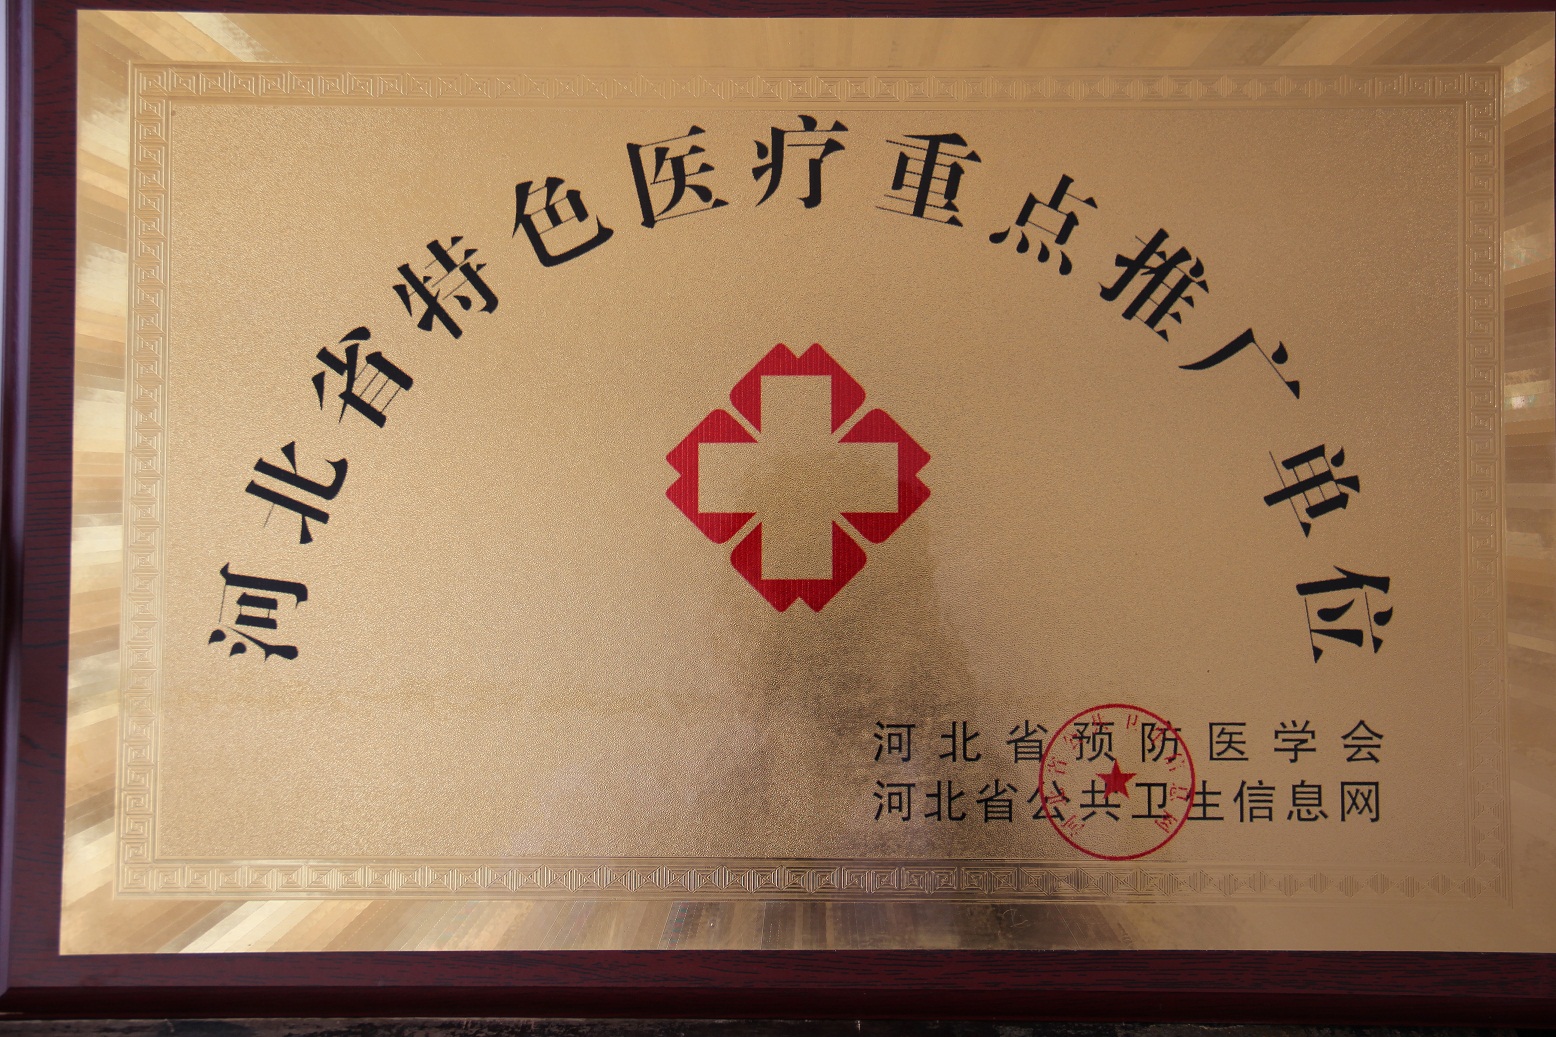 河北省特色医疗重点推广单位
河北省预防医学会
河北省公共卫生信息网